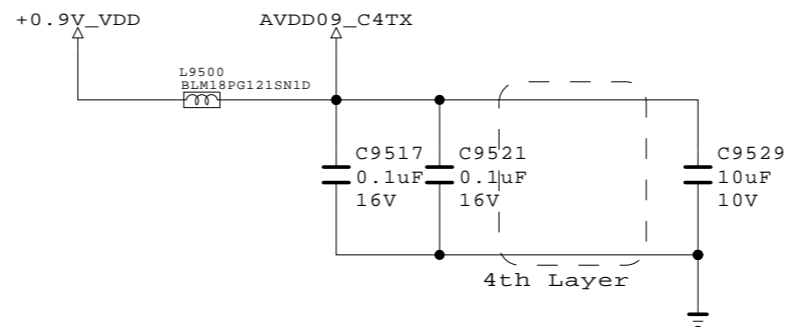 +0.9V_VDD
AVDD09_C4TX
L9500
BLM18PG121SN1D
C9517
0.1uF
16V
C9521
0.1uF
16V
C9529
10uF
10V
4th Layer